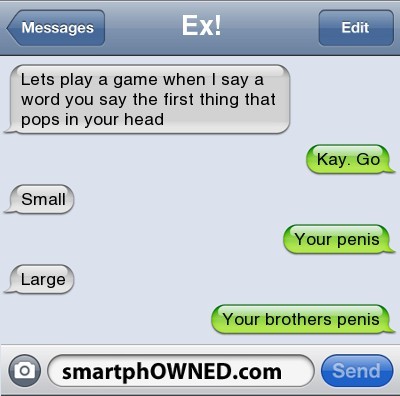 Messages
Ex!
Edit
Lets play a game when I say a
word you say the first thing that
pops in your head
Kay. Go
Small
Your penis
Large
Your brothers penis
smartphOWNED.com
Send